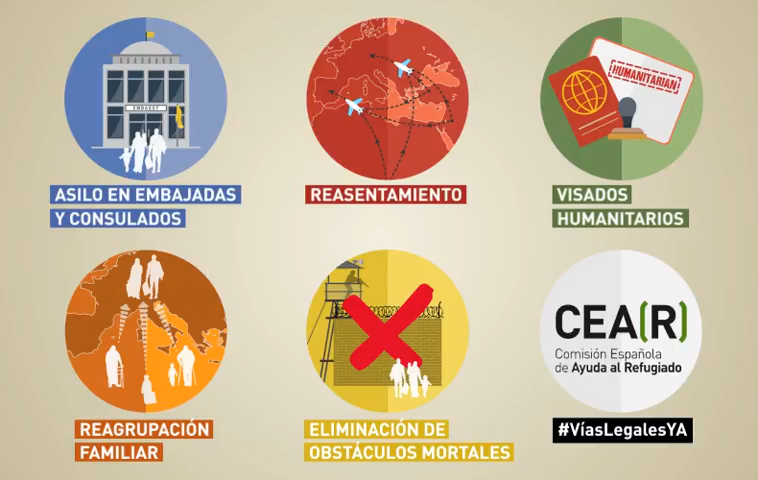 EMBASSY
ASILO EN EMBAJADAS
Y CONSULADOS
REASENTAMIENTO
HUMANITARIAN
VISADOS
HUMANITARIOS
REAGRUPACIÓN
FAMILIAR
ELIMINACIÓN DE
OBSTÁCULOS MORTALES
CEA(R)
Comisión Española
de Ayuda al Refugiado
#VíasLegalesYA